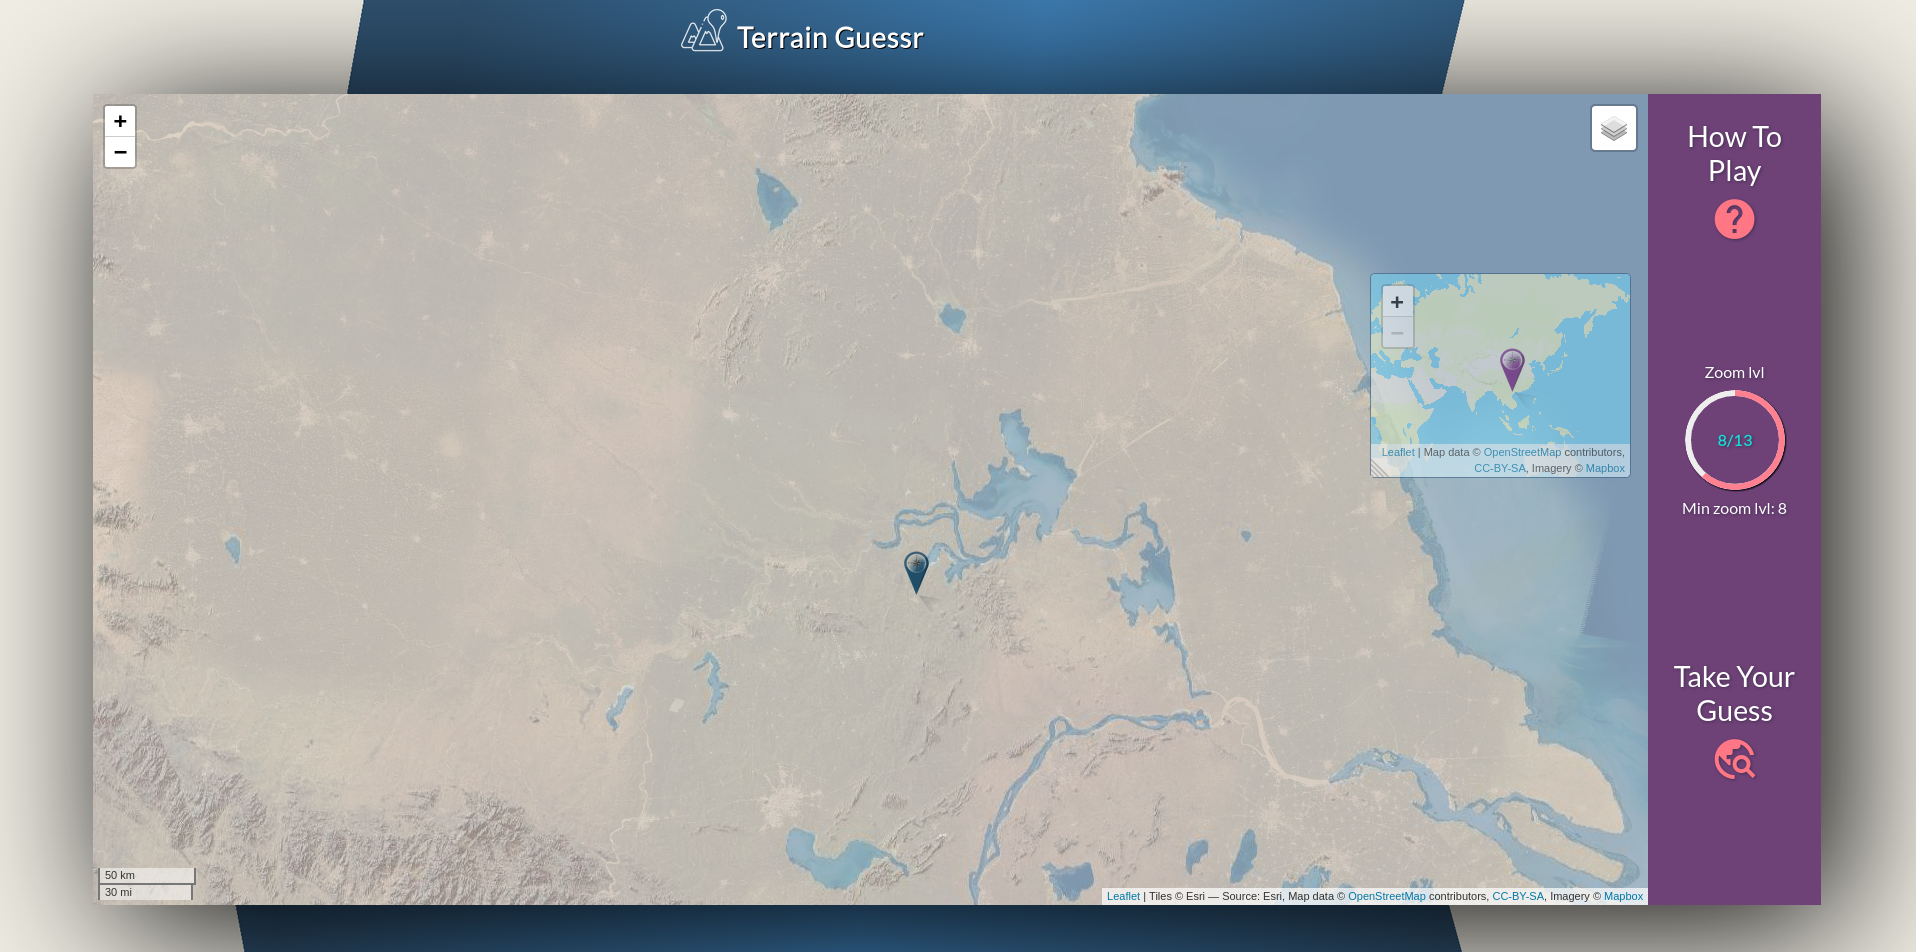 Terrain Guessr
+
−
How To
Play
?
+
−
Leaflet | Map data © OpenStreetMap contributors,
CC-BY-SA, Imagery © Mapbox
Zoom lvl
8/13
Min zoom lvl: 8
Take Your
Guess
50 km
30 mi
Leaflet | Tiles © Esri — Source: Esri, Map data © OpenStreetMap contributors, CC-BY-SA, Imagery © Mapbox